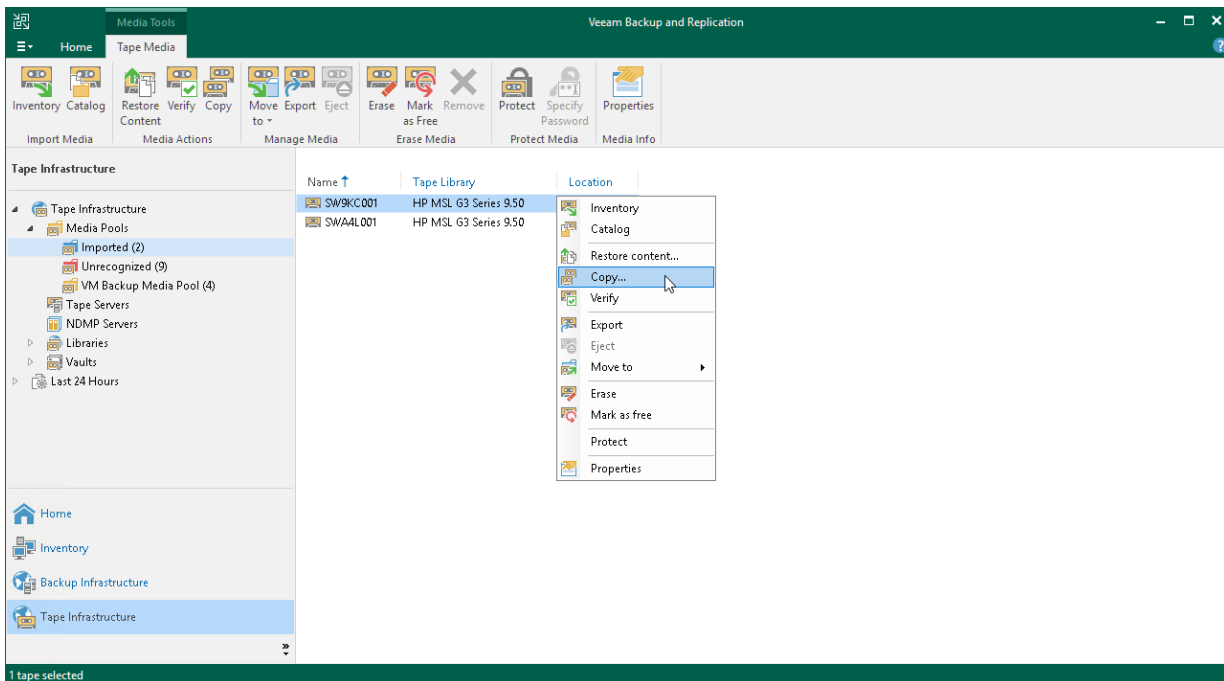 Media Tools
Veeam Backup and Replication
Home Tape Media
Inventory Catalog Restore Content Verify Copy Move to Export Eject Erase Mark as Free Remove Protect Specify Password Properties
Import Media Media Actions Manage Media Erase Media Protect Media Media Info
Tape Infrastructure
Tape Infrastructure
Media Pools
Imported (2)
Unrecognized (9)
VM Backup Media Pool (4)
Tape Servers
NDMP Servers
Libraries
Vaults
Last 24 Hours
Home
Inventory
Backup Infrastructure
Tape Infrastructure
Name Tape Library Location
SW9KC001 HP MSL G3 Series 9.50
SWA4L001 HP MSL G3 Series 9.50
Inventory
Catalog
Restore content...
Copy...
Verify
Export
Eject
Move to
Erase
Mark as free
Protect
Properties
1 tape selected